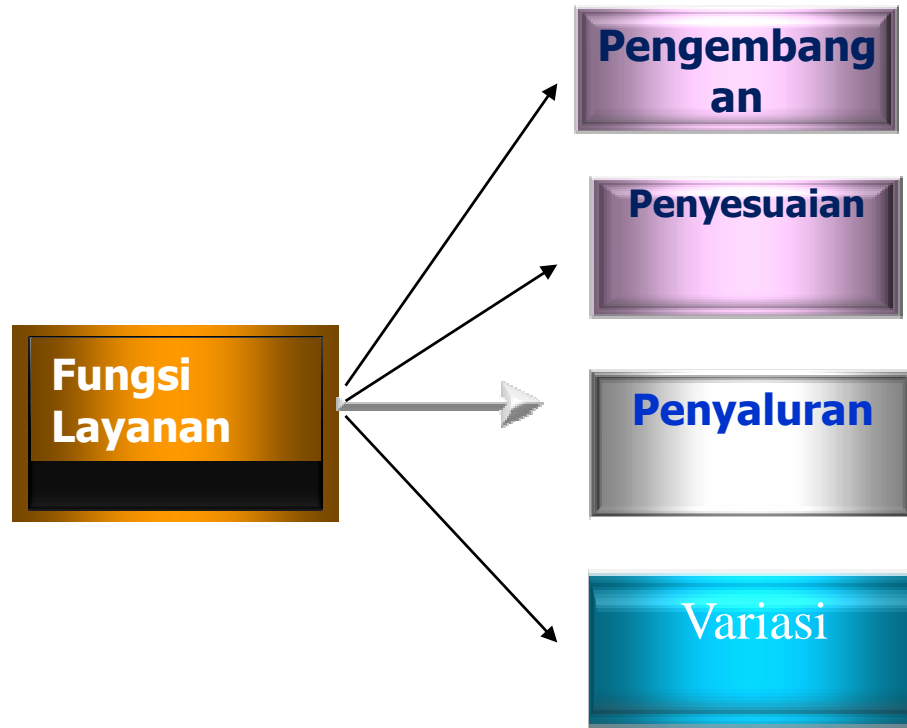 Pengembang
an
Penyesuaian
Fungsi
Layanan
Penyaluran
Variasi